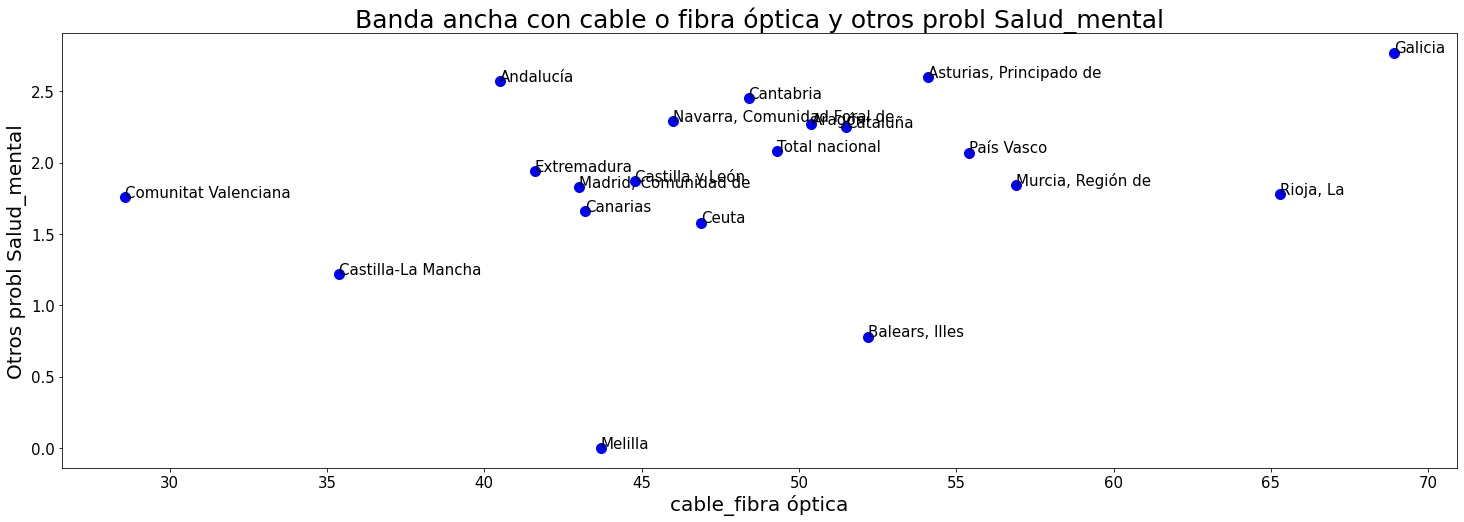 Banda ancha con cable o fibra óptica y otros probl Salud_mental
Otros probl Salud_mental
2.5
2.0
1.5
1.0
0.5
0.0
Galicia
Asturias, Principado de
Andalucía
Cantabria
Navarra, Comunidad Foral de
Aragón
Cataluña
Total nacional
País Vasco
Extremadura
Castilla y León
Madrid, Comunidad de
Murcia, Región de
Rioja, La
Comunitat Valenciana
Canarias
Ceuta
Castilla-La Mancha
Balears, Illes
Melilla
30
35
40
45
50
55
60
65
70
cable_fibra óptica